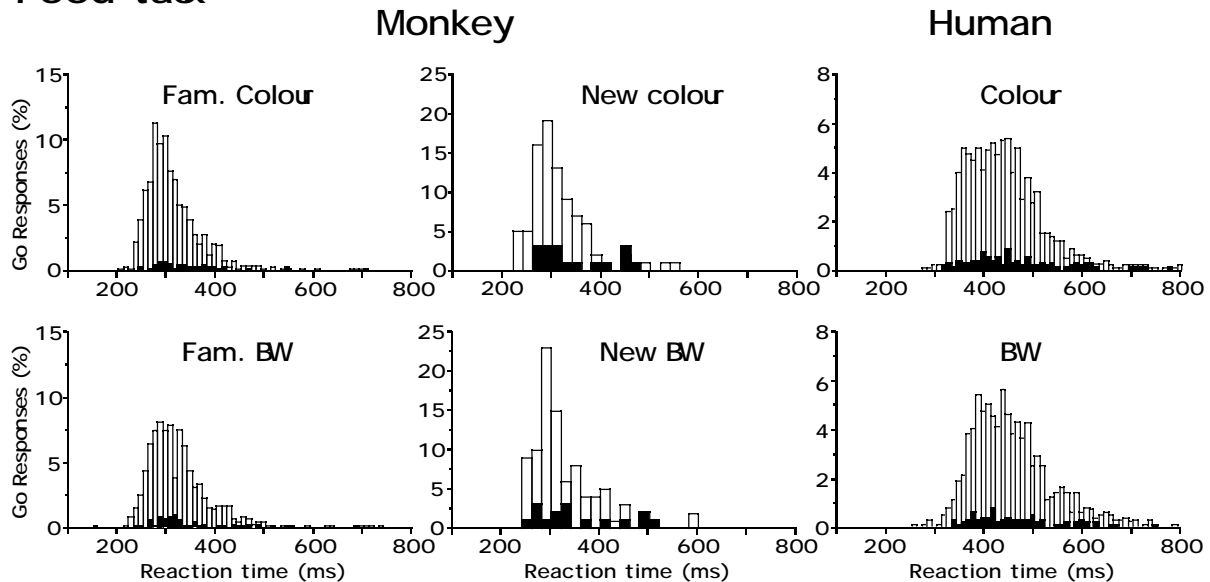 Monkey Human
Fam. Colour New colour Colour
Go Responses (%)
15 10 5 0
25 20 15 10 5 0
8 6 4 2 0
200 400 600 800 200 400 600 800 200 400 600 800
Fam. BW New BW BW
Go Responses (%)
15 10 5 0
25 20 15 10 5 0
8 6 4 2 0
200 400 600 800 200 400 600 800 200 400 600 800
Reaction time (ms) Reaction time (ms) Reaction time (ms)